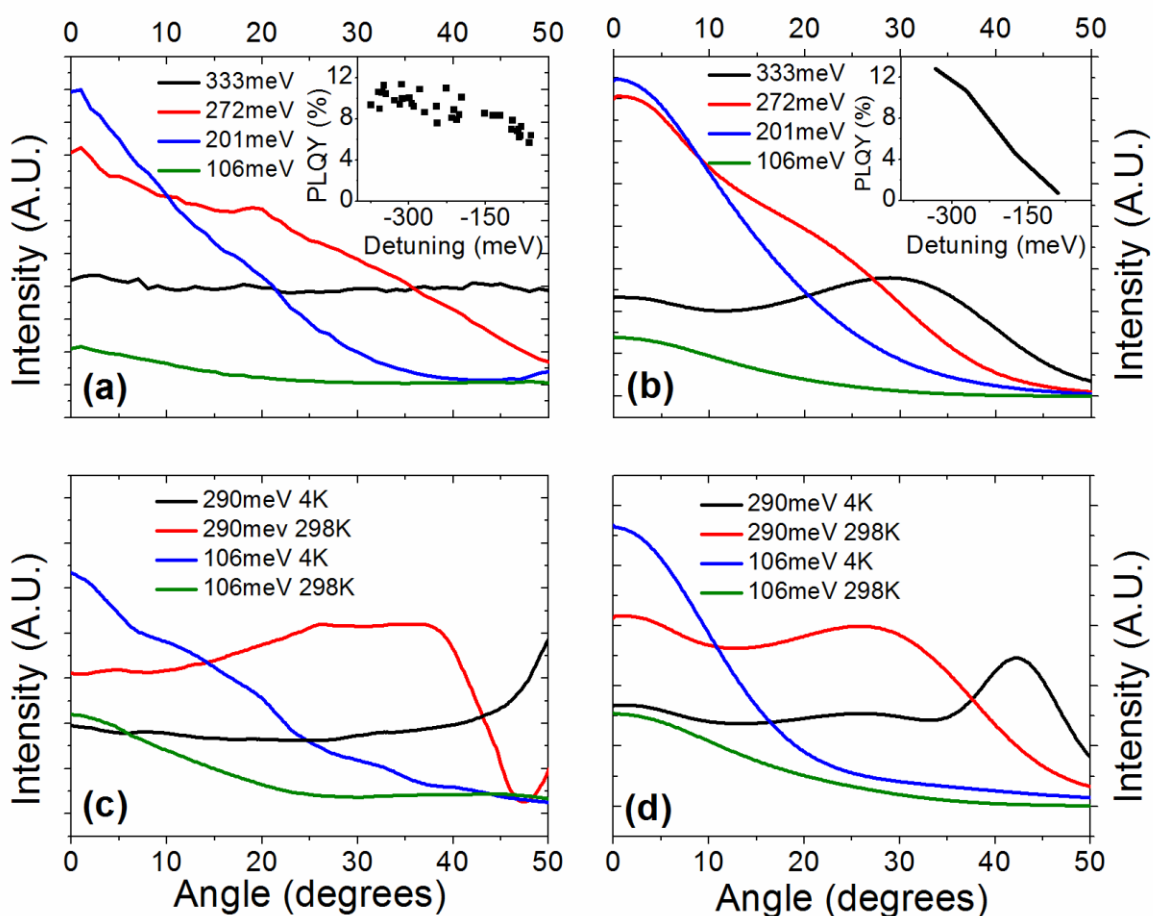 0 10 20 30 40 50
0 10 20 30 40 50
Intensity (A.U.)
333meV
272meV
201meV
106meV
PLQY (%)
12
8
4
0
-300 -150
Detuning (meV)
(a)
333meV
272meV
201meV
106meV
PLQY (%)
12
8
4
0
-300 -150
Detuning (meV)
(b)
Intensity (A.U.)
Intensity (A.U.)
290meV 4K
290mev 298K
106meV 4K
106meV 298K
(c)
290meV 4K
290meV 298K
106meV 4K
106meV 298K
(d)
Intensity (A.U.)
0 10 20 30 40 50
0 10 20 30 40 50
Angle (degrees)
Angle (degrees)